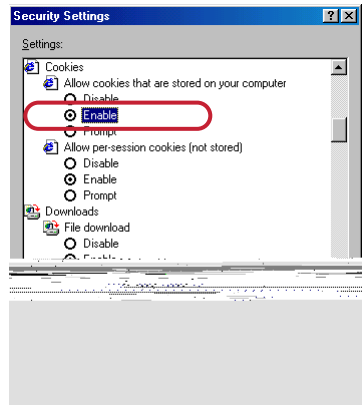 Security Settings
Settings:
Cookies
Allow cookies that are stored on your computer
Disable
Enable
Prompt
Allow per-session cookies (not stored)
Disable
Enable
Prompt
Downloads
File download
Disable
Enable